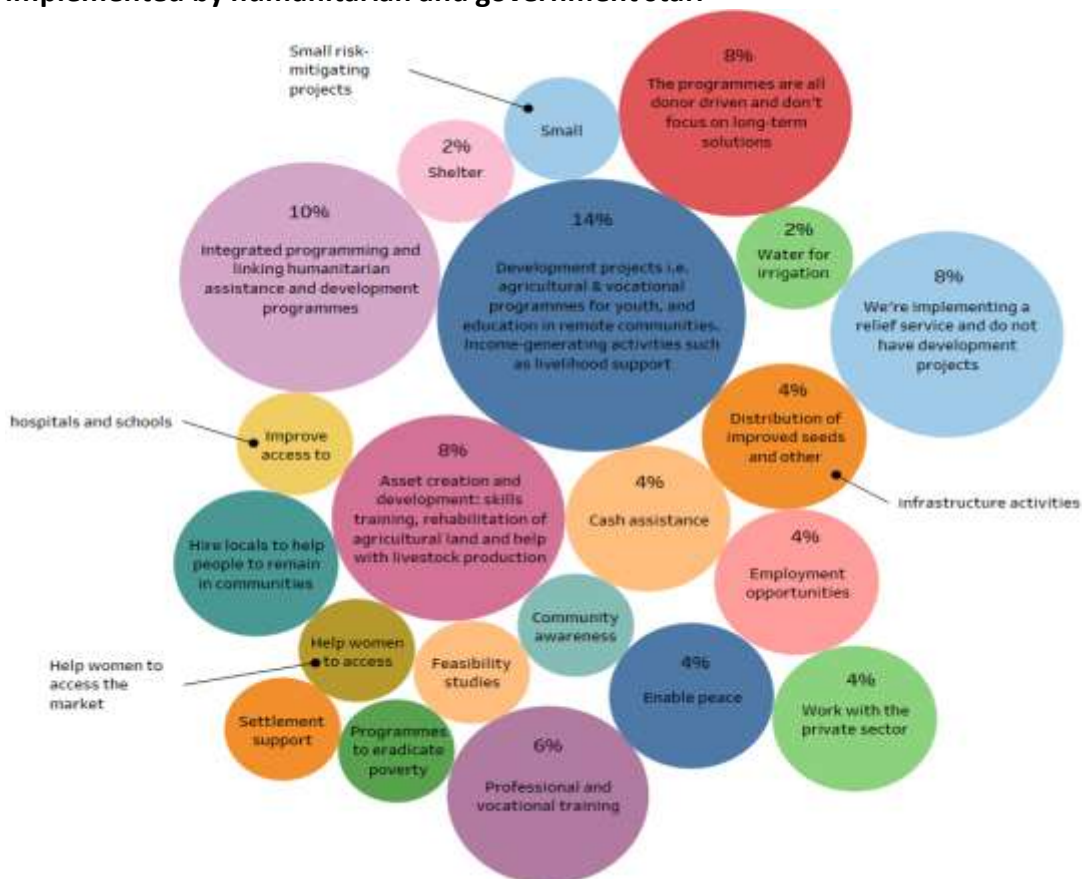 implemented by humanitarian and government staff
Small risk-
mitigating
projects
8%
The programmes are all
donor driven and don't
focus on long-term
solutions
Small
2%
Shelter
10%
Integrated programming and
linking humanitarian
assistance and development
programmes
14%
Development projects i.e.
agricultural & vocational
programmes for youth, and
education in remote communities.
Income-generating activities such
as livelihood support
2%
Water for
irrigation
8%
We're implementing a
relief service and do not
have development
projects
hospitals and schools
Improve
access to
4%
Distribution of
improved seeds
and other
infrastructure activities
8%
Asset creation and
development: skills
training, rehabilitation of
agricultural land and help
with livestock production
4%
Cash assistance
Hire locals to help
people to remain
in communities
4%
Employment
opportunities
Community
awareness
Help women
to access
Help women to
access the
market
Feasibility
studies
4%
Enable peace
4%
Work with the
private sector
Settlement
support
Programmes
to eradicate
poverty
6%
Professional and
vocational training